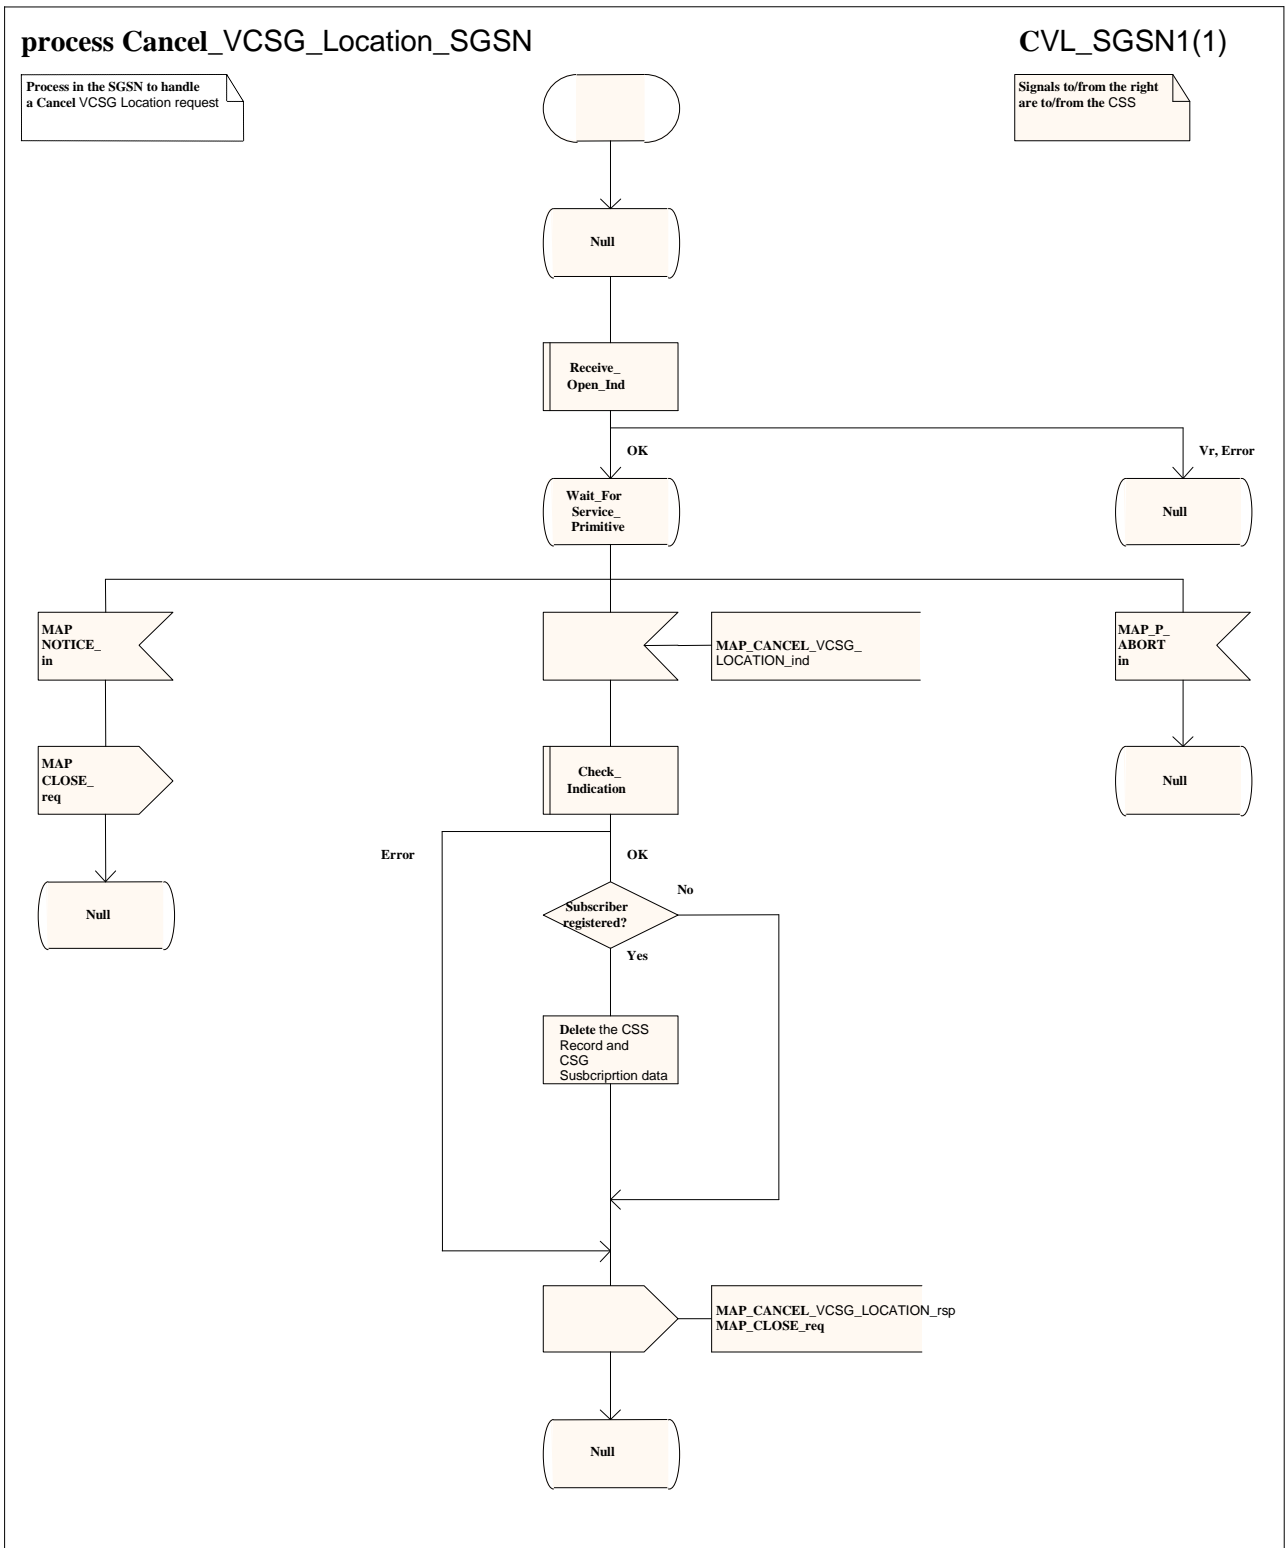 process Cancel_VCSG_Location_SGSN
CVL_SGSN1(1)
Process in the SGSN to handle
a Cancel VCSG Location request
Signals to/from the right
are to/from the CSS
Null
Receive_
Open_Ind
OK
Vr, Error
Wait_For
Service_
Primitive
Null
MAP
NOTICE_
in
MAP_CANCEL_VCSG_
LOCATION_ind
MAP_P_
ABORT
in
MAP
CLOSE_
req
Check_
Indication
Null
Error
OK
No
Subscriber
registered?
Null
Yes
Delete the CSS
Record and
CSG
Susbcriprtion data
MAP_CANCEL_VCSG_LOCATION_rsp
MAP_CLOSE_req
Null